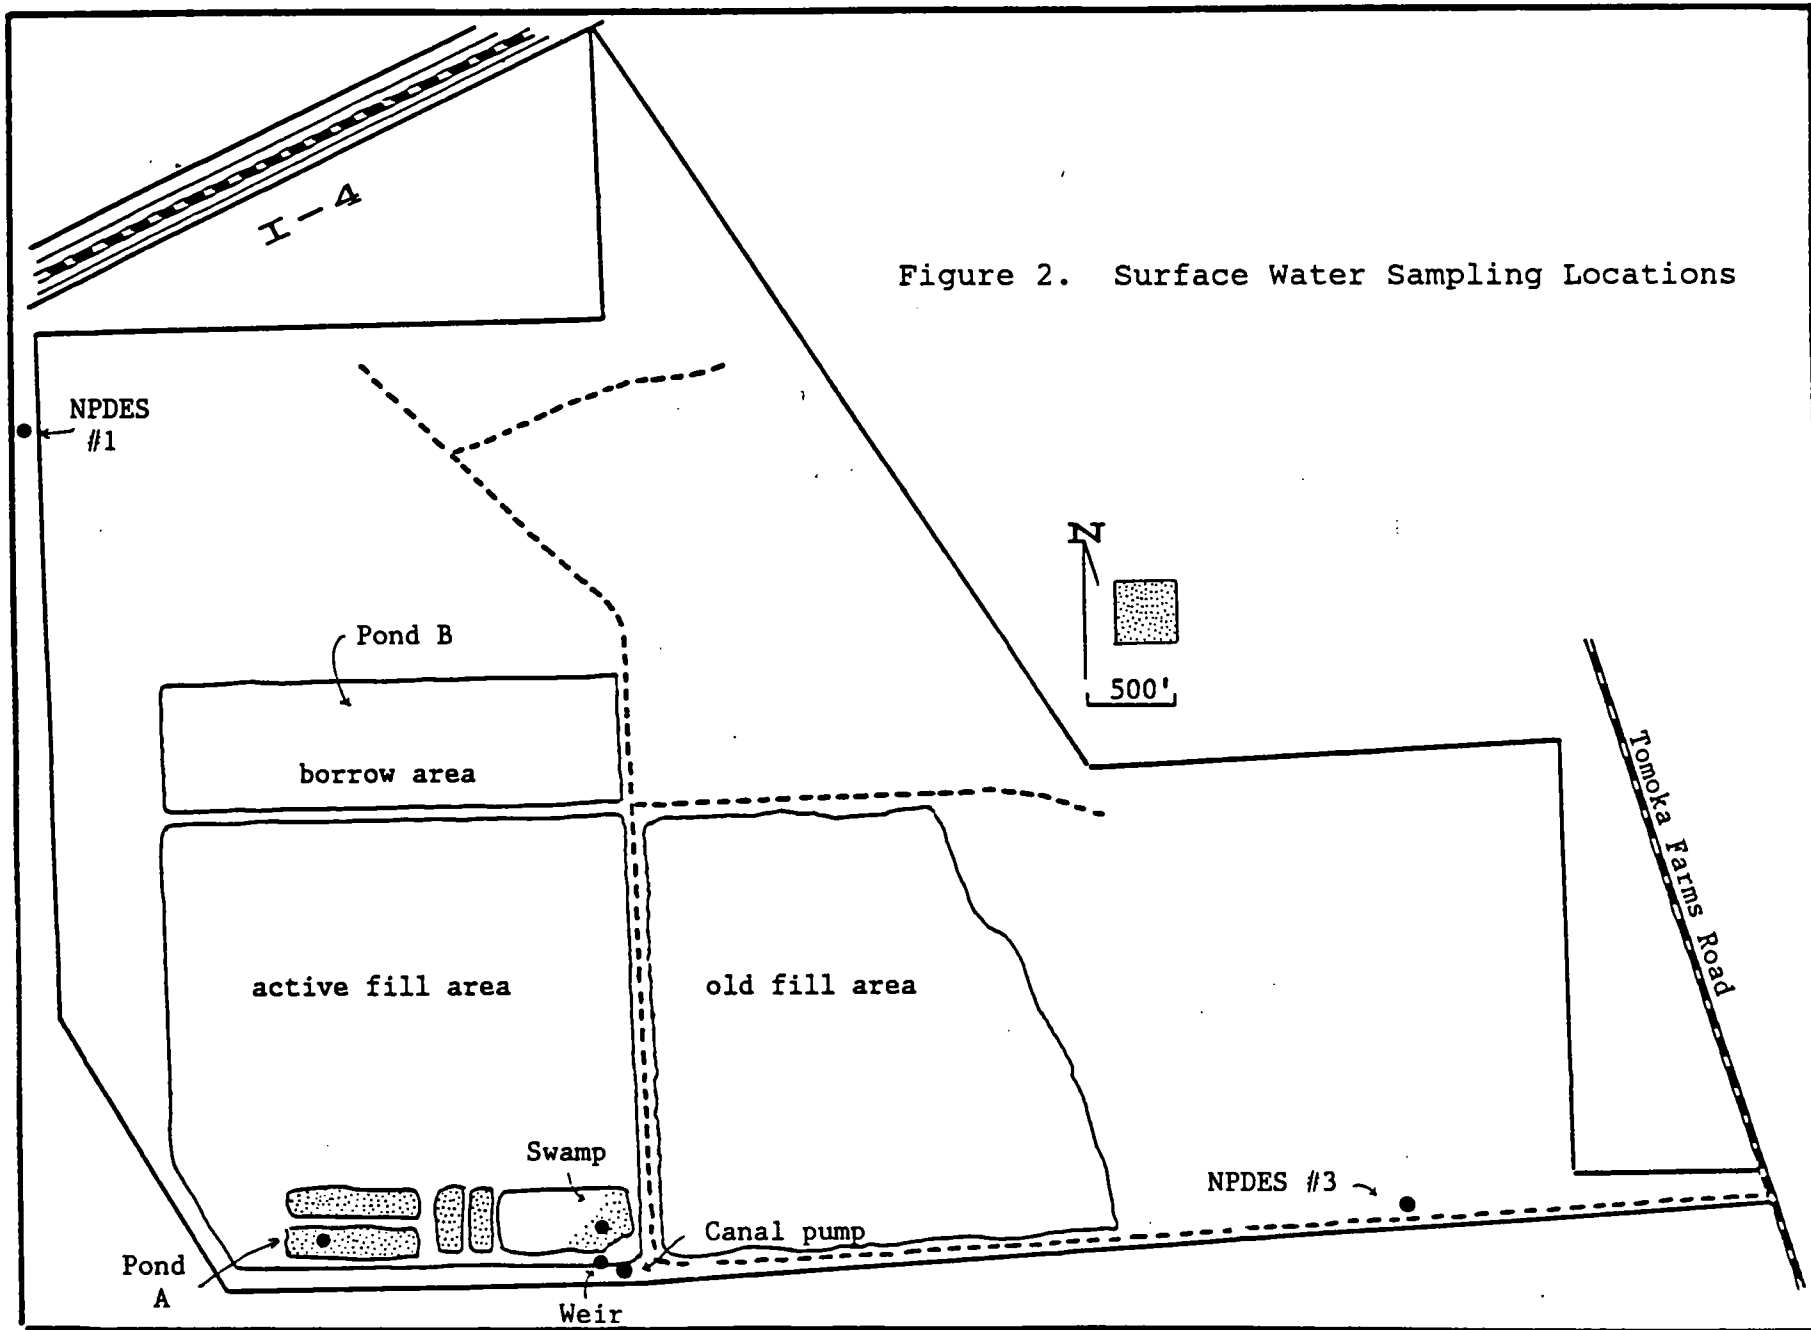 I-4
Figure 2. Surface Water Sampling Locations
NPDES
#1
N
500'
Pond B
borrow area
Tomoka Farms Road
active fill area
old fill area
Swamp
NPDES #3
Canal pump
Pond
A
Weir